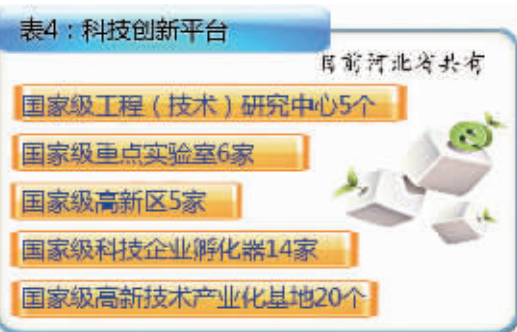 表4：科技创新平台
目前河北省共有
国家级工程（技术）研究中心5个
国家级重点实验室6家
国家级高新区5家
国家级科技企业孵化器14家
国家级高新技术产业化基地20个